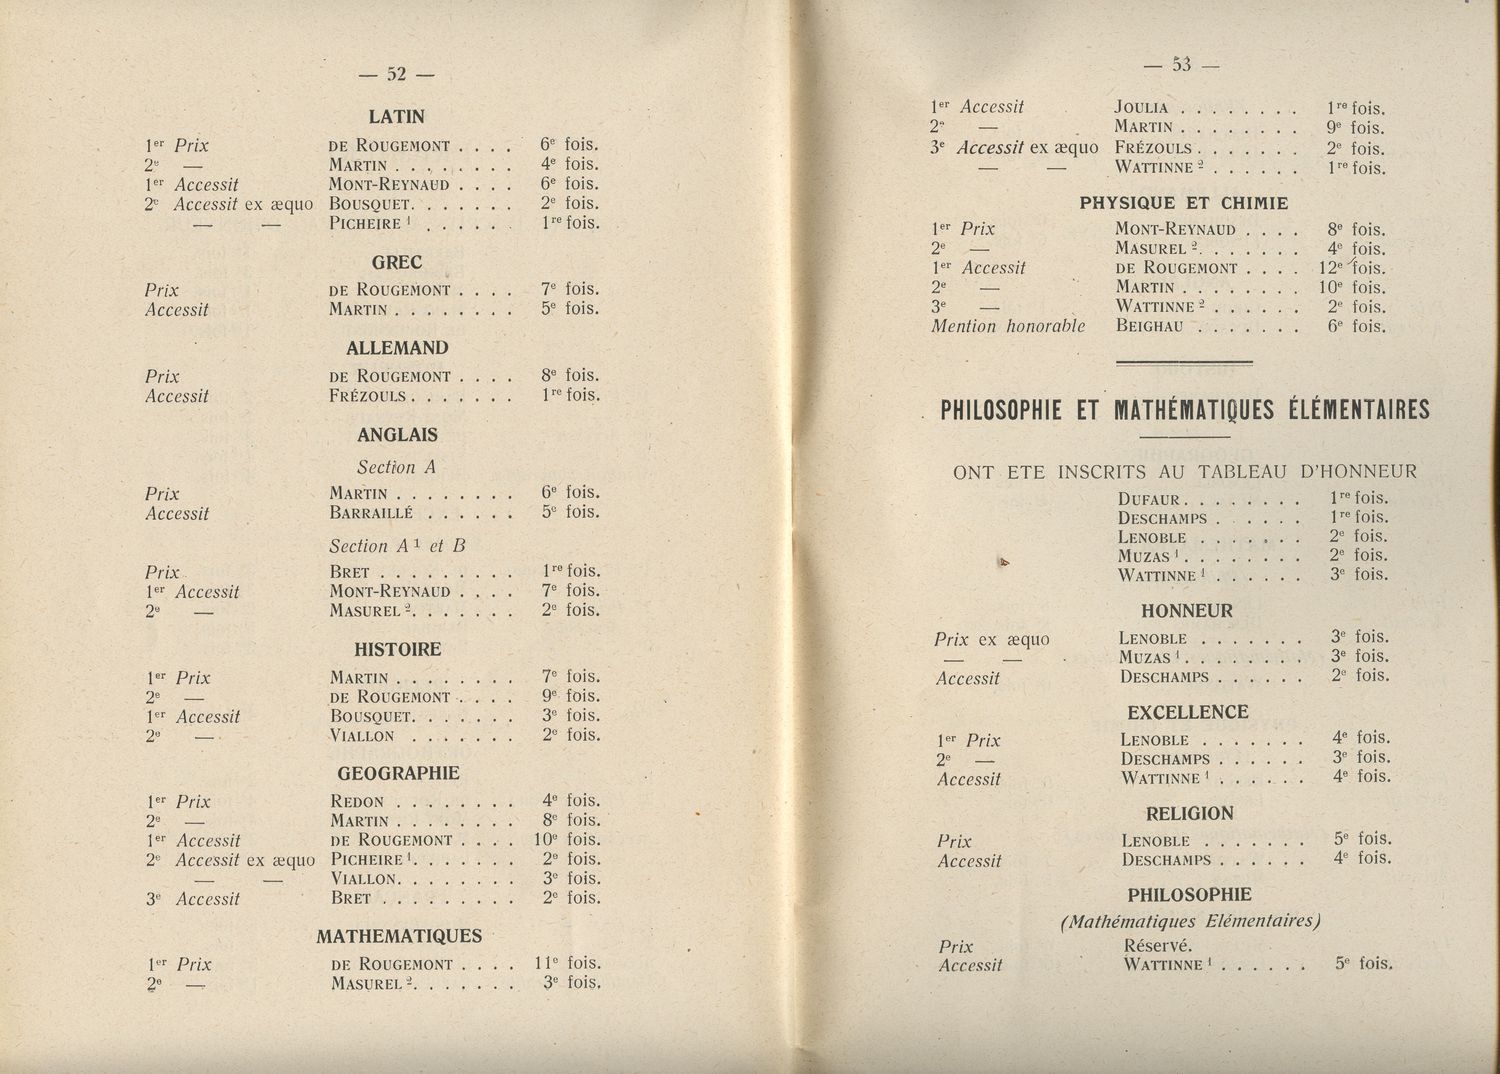 — 52 —
LATIN
1er Prix DE ROUGEMONT . . . . 6e fois.
2e — MARTIN . . . . . . . . 4e fois.
1er Accessit MONT-REYNAUD . . . . 6e fois.
2e Accessit ex æquo BOUSQUET. . . . . . . 2e fois.
— — PICHEIRE 1 . . . . . . 1re fois.
GREC
Prix DE ROUGEMONT . . . . 7e fois.
Accessit MARTIN . . . . . . . . 5e fois.
ALLEMAND
Prix DE ROUGEMONT . . . . 8e fois.
Accessit FRÉZOULS . . . . . . . 1re fois.
ANGLAIS
Section A
Prix MARTIN . . . . . . . . 6e fois.
Accessit BARRAILLÉ . . . . . . 5e fois.
Section A 1 et B
Prix BRET . . . . . . . . . 1re fois.
1er Accessit MONT-REYNAUD . . . . 7e fois.
2e — MASUREL 2. . . . . . . 2e fois.
HISTOIRE
1er Prix MARTIN . . . . . . . . 7e fois.
2e — DE ROUGEMONT . . . . 9e fois.
1er Accessit BOUSQUET. . . . . . . 3e fois.
2e — VIALLON . . . . . . . 2e fois.
GEOGRAPHIE
1er Prix REDON . . . . . . . . 4e fois.
2e — MARTIN . . . . . . . . 8e fois.
1er Accessit DE ROUGEMONT . . . . 10e fois.
2e Accessit ex æquo PICHEIRE 1. . . . . . . 2e fois.
— — VIALLON. . . . . . . . 3e fois.
3e Accessit BRET . . . . . . . . . 2e fois.
MATHEMATIQUES
1er Prix DE ROUGEMONT . . . . 11e fois.
2e — MASUREL 2. . . . . . . 3e fois.
— 53 —
1er Accessit JOULIA . . . . . . . . 1re fois.
2e — MARTIN . . . . . . . . 9e fois.
3e Accessit ex æquo FRÉZOULS . . . . . . . 2e fois.
— — WATTINNE 2 . . . . . . 1re fois.
PHYSIQUE ET CHIMIE
1er Prix MONT-REYNAUD . . . . 8e fois.
2e — MASUREL 2. . . . . . . 4e fois.
1er Accessit DE ROUGEMONT . . . . 12e fois.
2e — MARTIN . . . . . . . . 10e fois.
3e — WATTINNE 2 . . . . . . 2e fois.
Mention honorable BEIGHAU . . . . . . . 6e fois.
PHILOSOPHIE ET MATHÉMATIQUES ÉLÉMENTAIRES
ONT ETE INSCRITS AU TABLEAU D'HONNEUR
DUFAUR . . . . . . . . 1re fois.
DESCHAMPS . . . . . . 1re fois.
LENOBLE . . . . . . . 2e fois.
MUZAS 1 . . . . . . . . 2e fois.
WATTINNE 1 . . . . . . 3e fois.
HONNEUR
Prix ex æquo LENOBLE . . . . . . . 3e fois.
— — MUZAS 1 . . . . . . . . 3e fois.
Accessit DESCHAMPS . . . . . . 2e fois.
EXCELLENCE
1er Prix LENOBLE . . . . . . . 4e fois.
2e — DESCHAMPS . . . . . . 3e fois.
Accessit WATTINNE 1 . . . . . . 4e fois.
RELIGION
Prix LENOBLE . . . . . . . 5e fois.
Accessit DESCHAMPS . . . . . . 4e fois.
PHILOSOPHIE
(Mathématiques Elémentaires)
Prix Réservé.
Accessit WATTINNE 1 . . . . . . 5e fois.